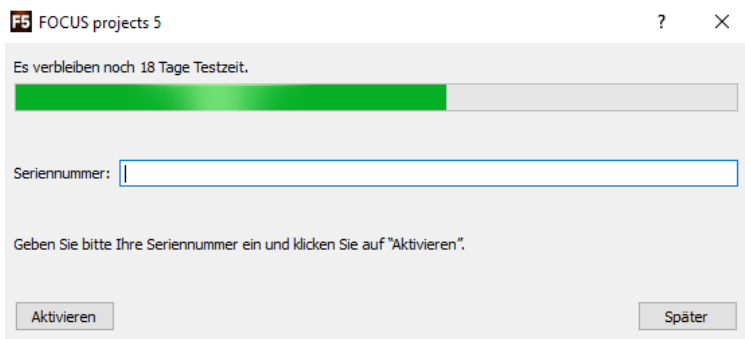 F5 FOCUS projects 5
Es verbleiben noch 18 Tage Testzeit.
Seriennummer:
Geben Sie bitte Ihre Seriennummer ein und klicken Sie auf “Aktivieren”.
Aktivieren Später